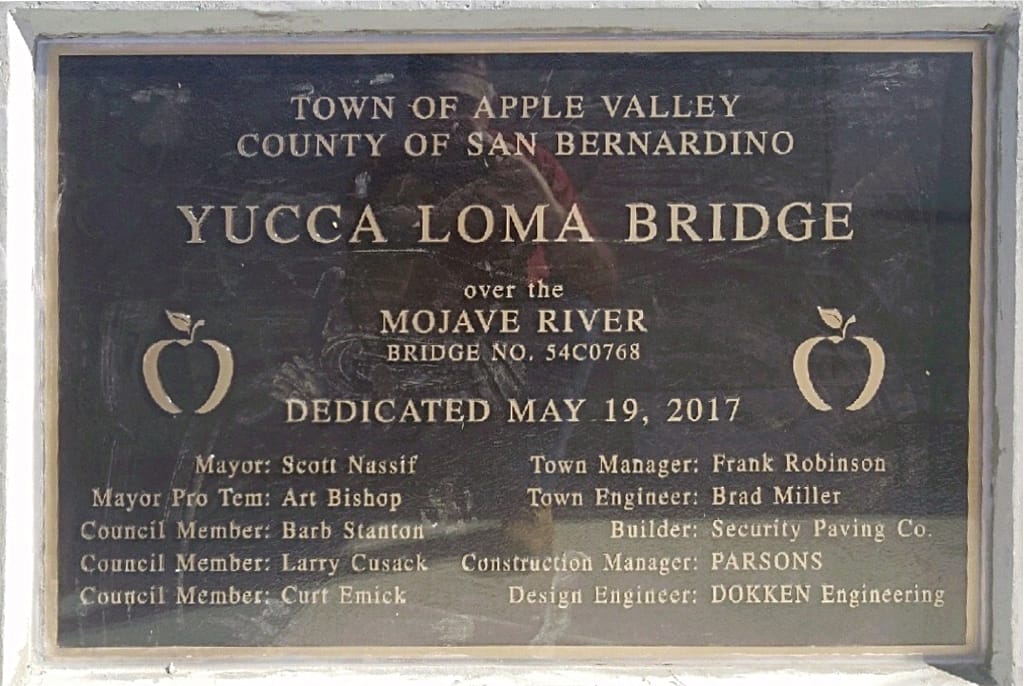 TOWN OF APPLE VALLEY
COUNTY OF SAN BERNARDINO
YUCCA LOMA BRIDGE
over the
MOJAVE RIVER
BRIDGE NO. 54C0768
DEDICATED MAY 19, 2017
Mayor: Scott Nassif
Mayor Pro Tem: Art Bishop
Council Member: Barb Stanton
Council Member: Larry Cusack
Council Member: Curt Emick
Town Manager: Frank Robinson
Town Engineer: Brad Miller
Builder: Security Paving Co.
Construction Manager: PARSONS
Design Engineer: DOKKEN Engineering